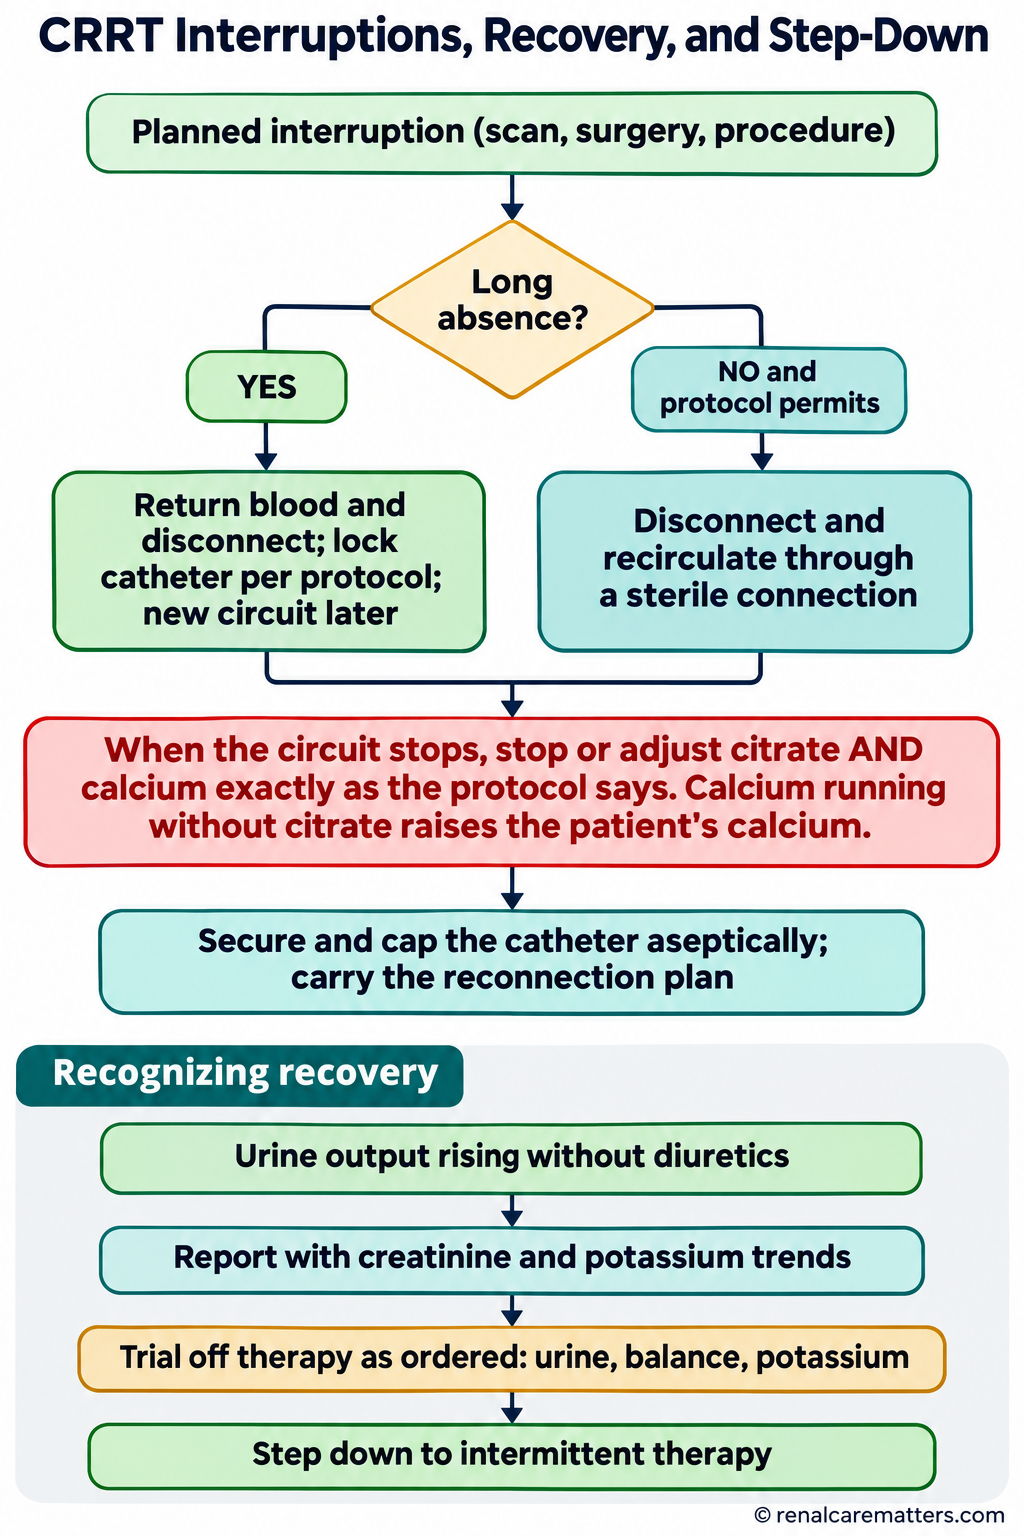 CRRT Interruptions, Recovery, and Step-Down
Planned interruption (scan, surgery, procedure)
Long
absence?
YES
NO and
protocol permits
Return blood and
disconnect; lock
catheter per protocol;
new circuit later
Disconnect and
recirculate through
a sterile connection
When the circuit stops, stop or adjust citrate AND
calcium exactly as the protocol says. Calcium running
without citrate raises the patient's calcium.
Secure and cap the catheter aseptically;
carry the reconnection plan
Recognizing recovery
Urine output rising without diuretics
Report with creatinine and potassium trends
Trial off therapy as ordered: urine, balance, potassium
Step down to intermittent therapy
© renalcarematters.com